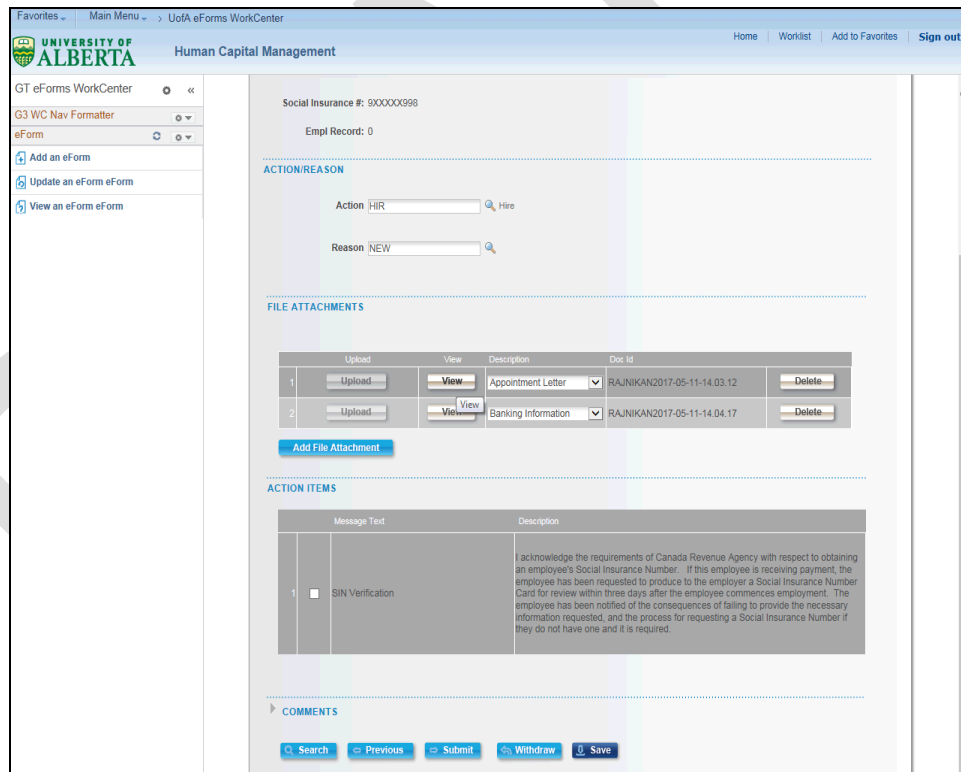 Favorites Main Menu > UofA eForms WorkCenter
UNIVERSITY OF
ALBERTA
Human Capital Management
Home Worklist Add to Favorites Sign out
GT eForms WorkCenter «
G3 WC Nav Formatter
eForm
Add an eForm
Update an eForm eForm
View an eForm eForm
Social Insurance #: 9XXXXX998
Empl Record: 0
ACTION/REASON
Action HIR Hire
Reason NEW
FILE ATTACHMENTS
Upload View Description Doc Id
1 Upload View Appointment Letter RAJNIKAN2017-05-11-14.03.12 Delete
View
2 Upload View Banking Information RAJNIKAN2017-05-11-14.04.17 Delete
Add File Attachment
ACTION ITEMS
Message Text Description
1 SIN Verification
I acknowledge the requirements of Canada Revenue Agency with respect to obtaining
an employee's Social Insurance Number. If this employee is receiving payment, the
employee has been requested to produce to the employer a Social Insurance Number
Card for review within three days after the employee commences employment. The
employee has been notified of the consequences of failing to provide the necessary
information requested, and the process for requesting a Social Insurance Number if
they do not have one and it is required.
COMMENTS
Search Previous Submit Withdraw Save